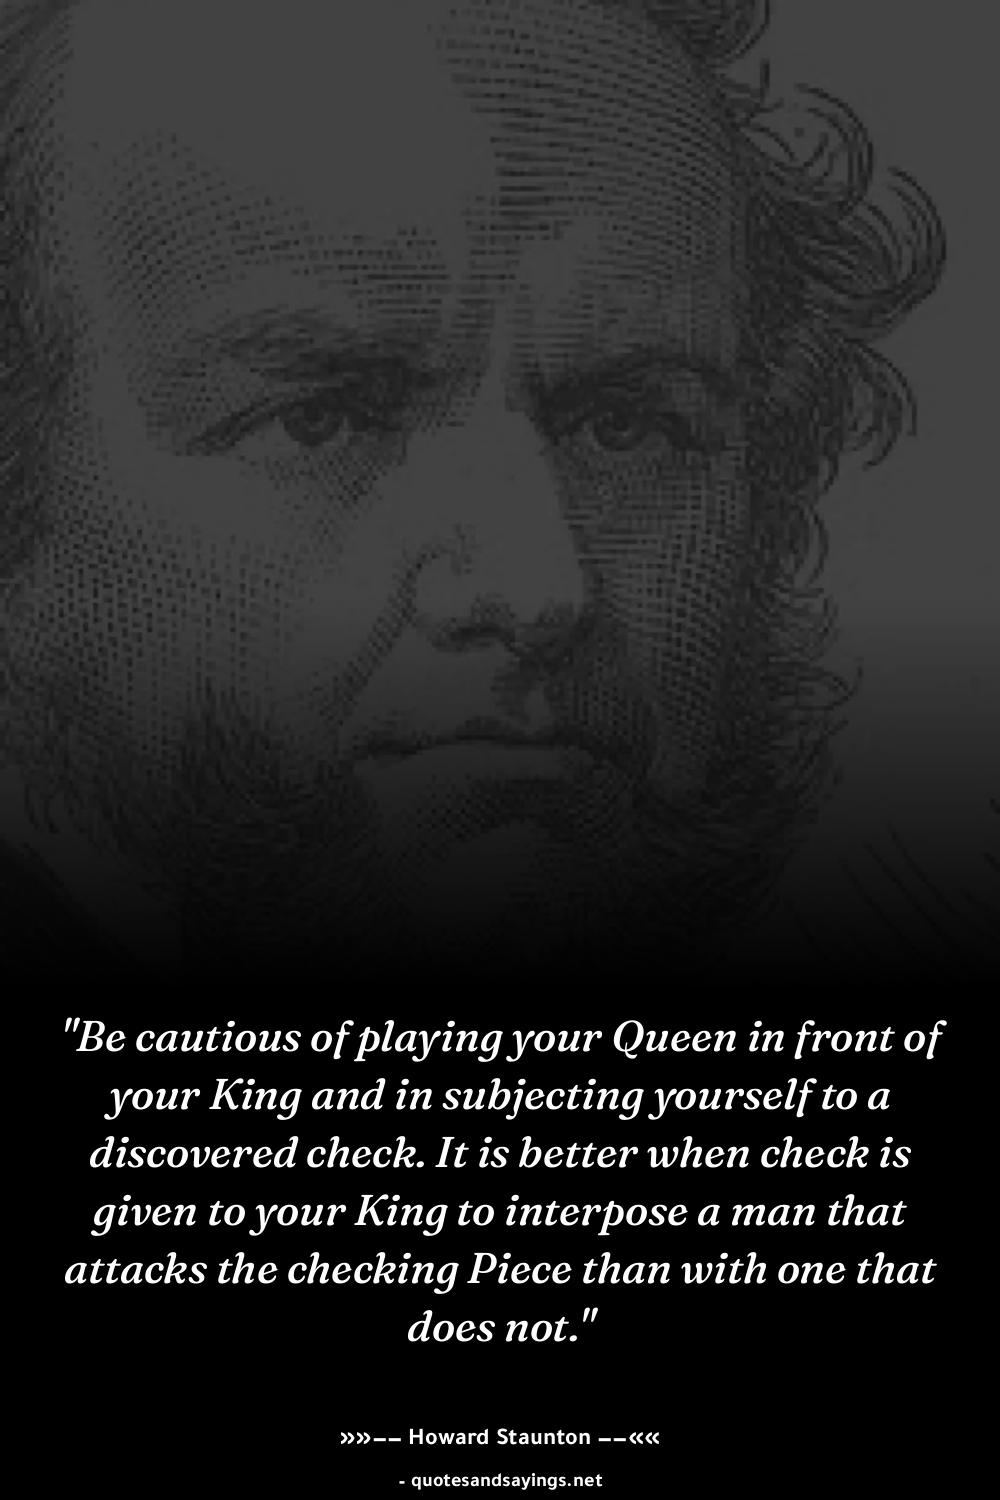 "Be cautious of playing your Queen in front of
your King and in subjecting yourself to a
discovered check. It is better when check is
given to your King to interpose a man that
attacks the checking Piece than with one that
does not."
»»–– Howard Staunton ––««
- quotesandsayings.net